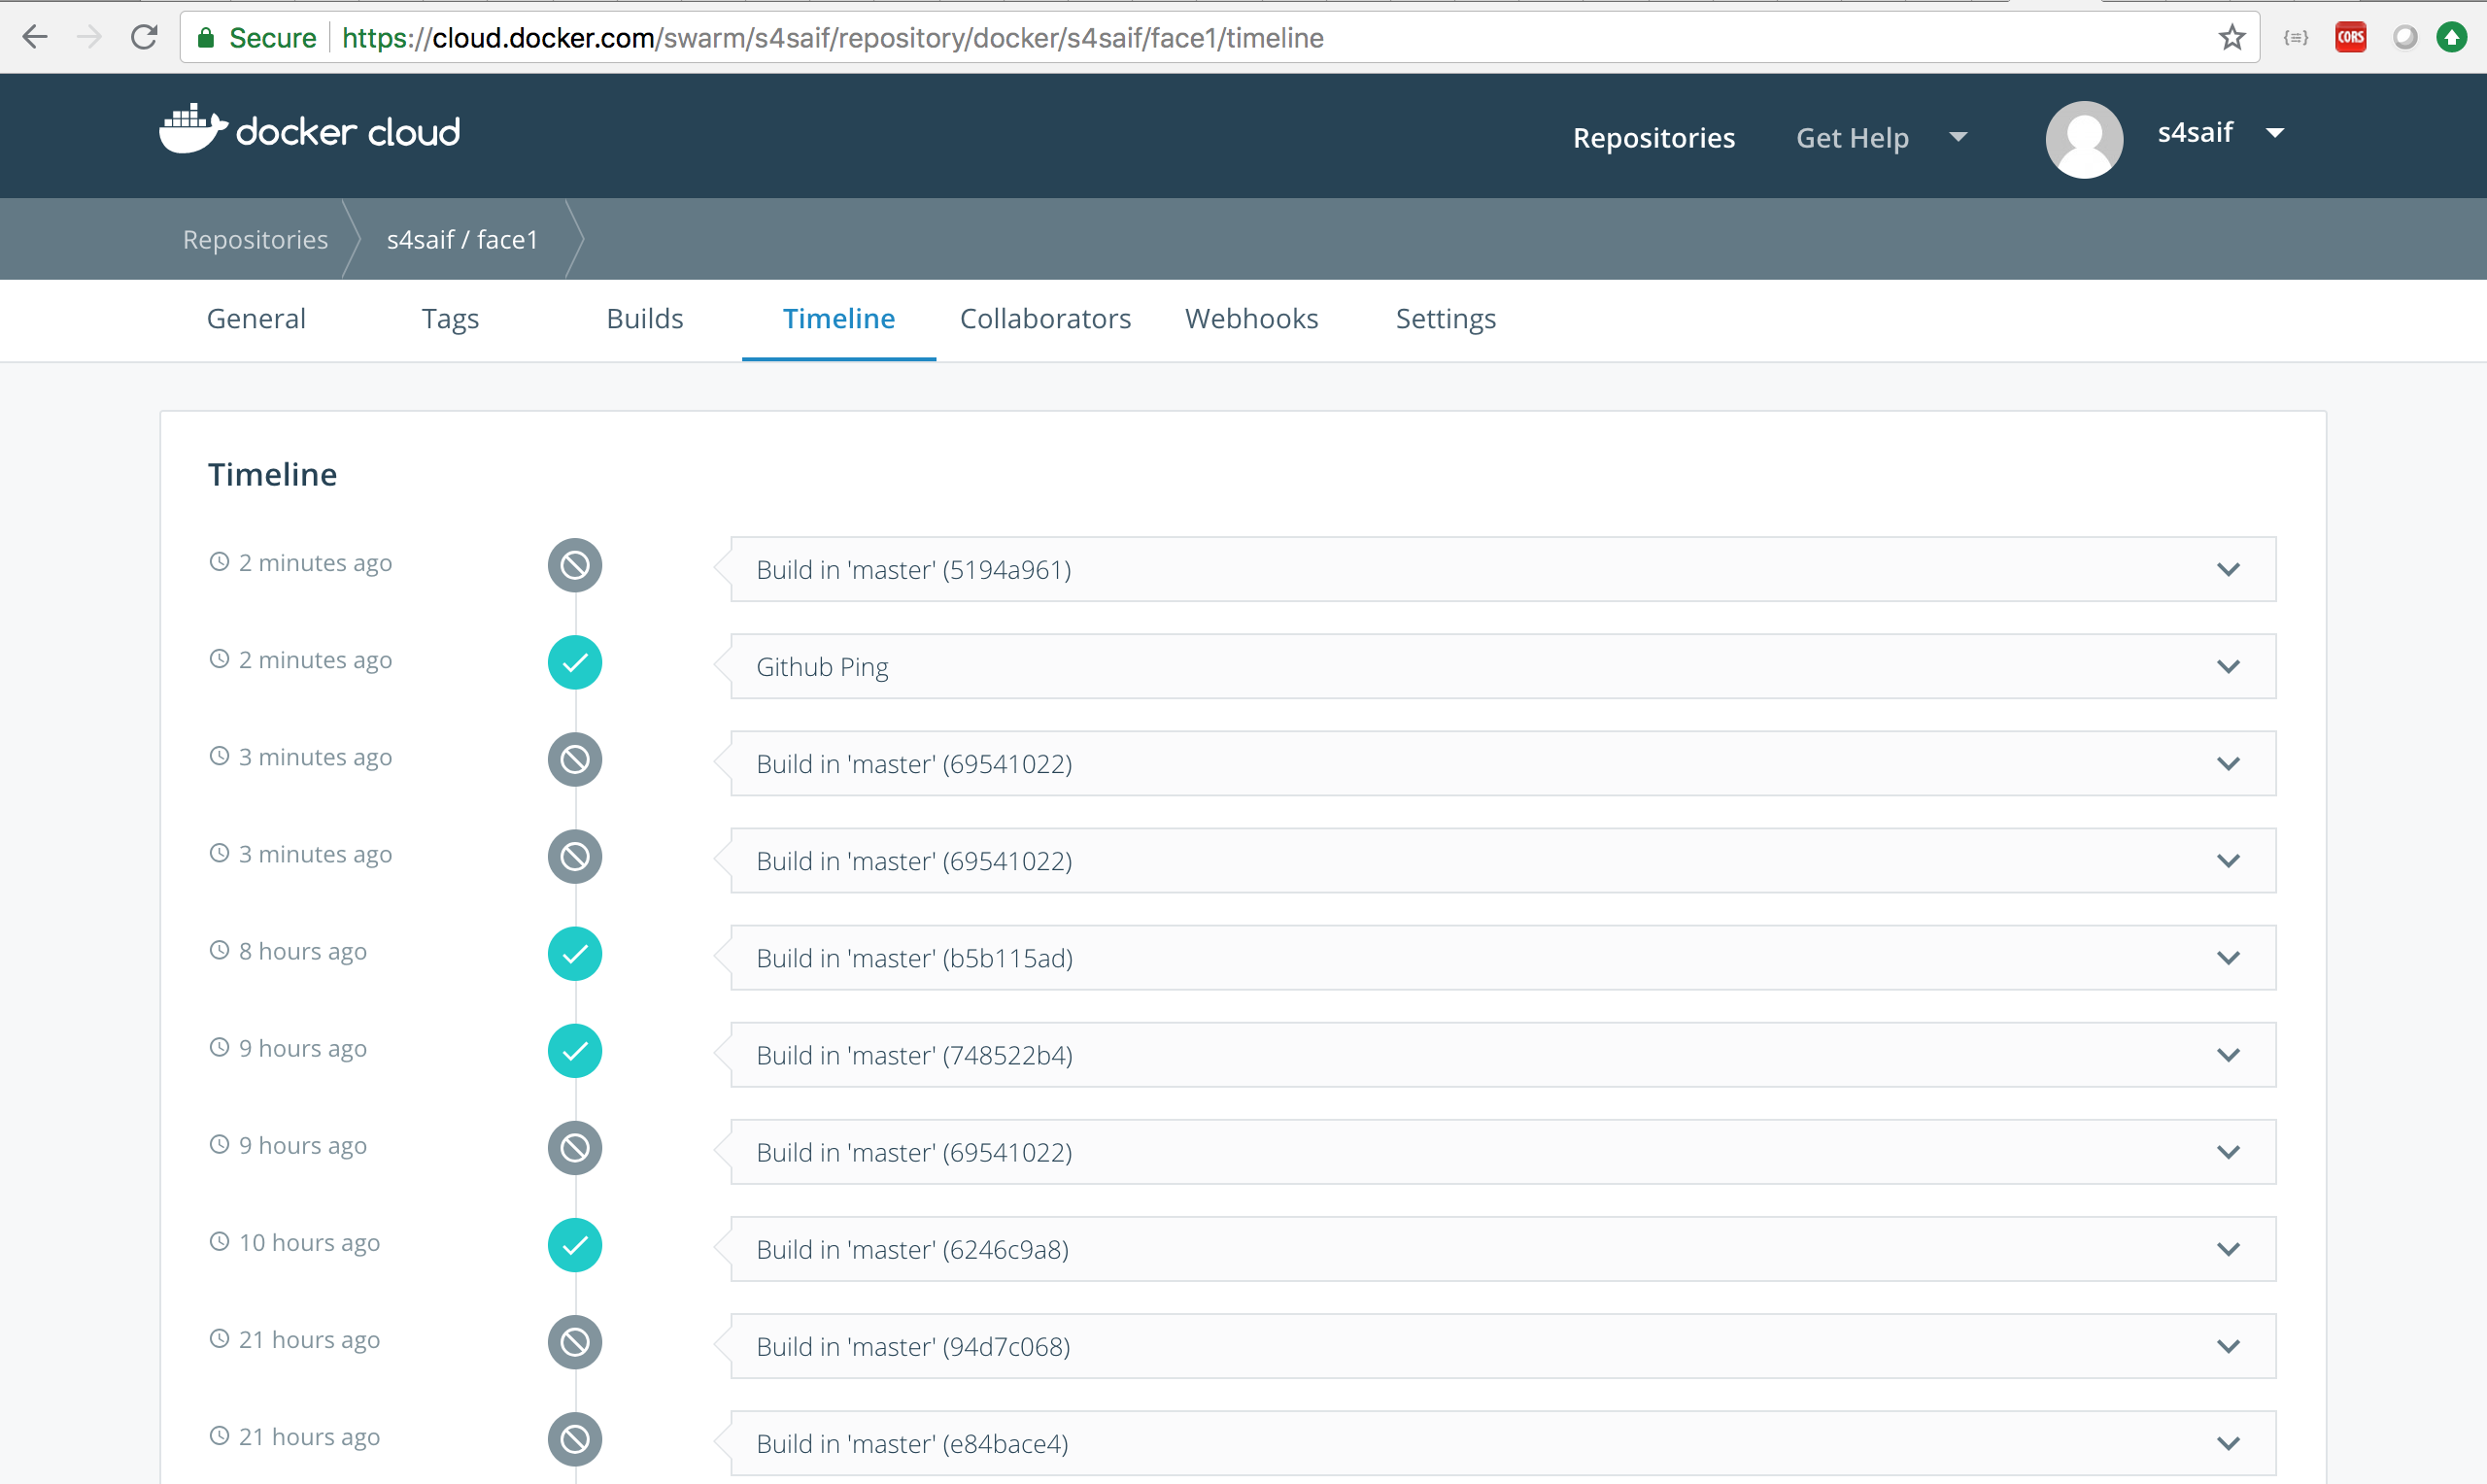 Secure https://cloud.docker.com/swarm/s4saif/repository/docker/s4saif/face1/timeline
CORS
docker cloud Repositories Get Help s4saif
Repositories s4saif / face1
General Tags Builds Timeline Collaborators Webhooks Settings
Timeline
2 minutes ago Build in 'master' (5194a961)
2 minutes ago Github Ping
3 minutes ago Build in 'master' (69541022)
3 minutes ago Build in 'master' (69541022)
8 hours ago Build in 'master' (b5b115ad)
9 hours ago Build in 'master' (748522b4)
9 hours ago Build in 'master' (69541022)
10 hours ago Build in 'master' (6246c9a8)
21 hours ago Build in 'master' (94d7c068)
21 hours ago Build in 'master' (e84bace4)